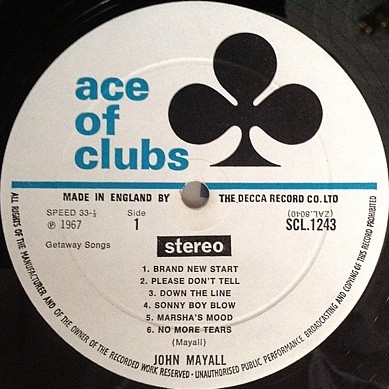 ace
of
clubs
MADE IN ENGLAND BY THE DECCA RECORD CO. LTD
SPEED 33-⅓ Side (ZAL.8040)
℗ 1967 1 SCL.1243
Getaway Songs
stereo
1. BRAND NEW START
2. PLEASE DON'T TELL
3. DOWN THE LINE
4. SONNY BOY BLOW
5. MARSHA'S MOOD
6. NO MORE TEARS
(Mayall)
JOHN MAYALL
ALL RIGHTS OF THE MANUFACTURER AND OF THE OWNER OF THE RECORDED WORK RESERVED - UNAUTHORISED PUBLIC PERFORMANCE BROADCASTING AND COPYING OF THIS RECORD PROHIBITED